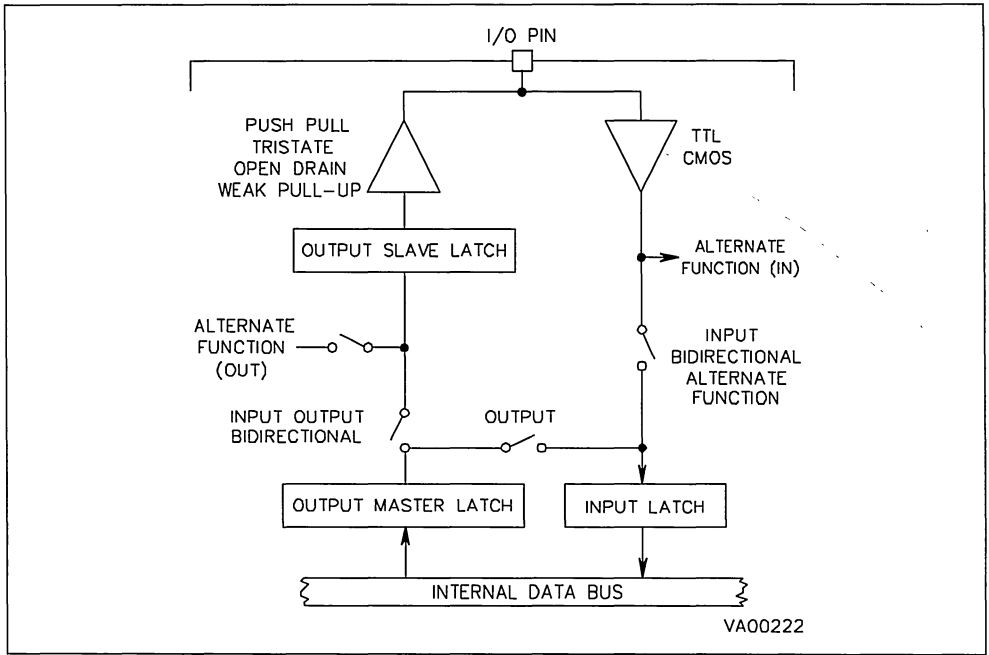 I/O PIN
PUSH PULL
TRISTATE
OPEN DRAIN
WEAK PULL-UP
TTL
CMOS
OUTPUT SLAVE LATCH
ALTERNATE
FUNCTION (IN)
ALTERNATE
FUNCTION
(OUT)
INPUT
BIDIRECTIONAL
ALTERNATE
FUNCTION
INPUT OUTPUT
BIDIRECTIONAL
OUTPUT
OUTPUT MASTER LATCH
INPUT LATCH
INTERNAL DATA BUS
VA00222